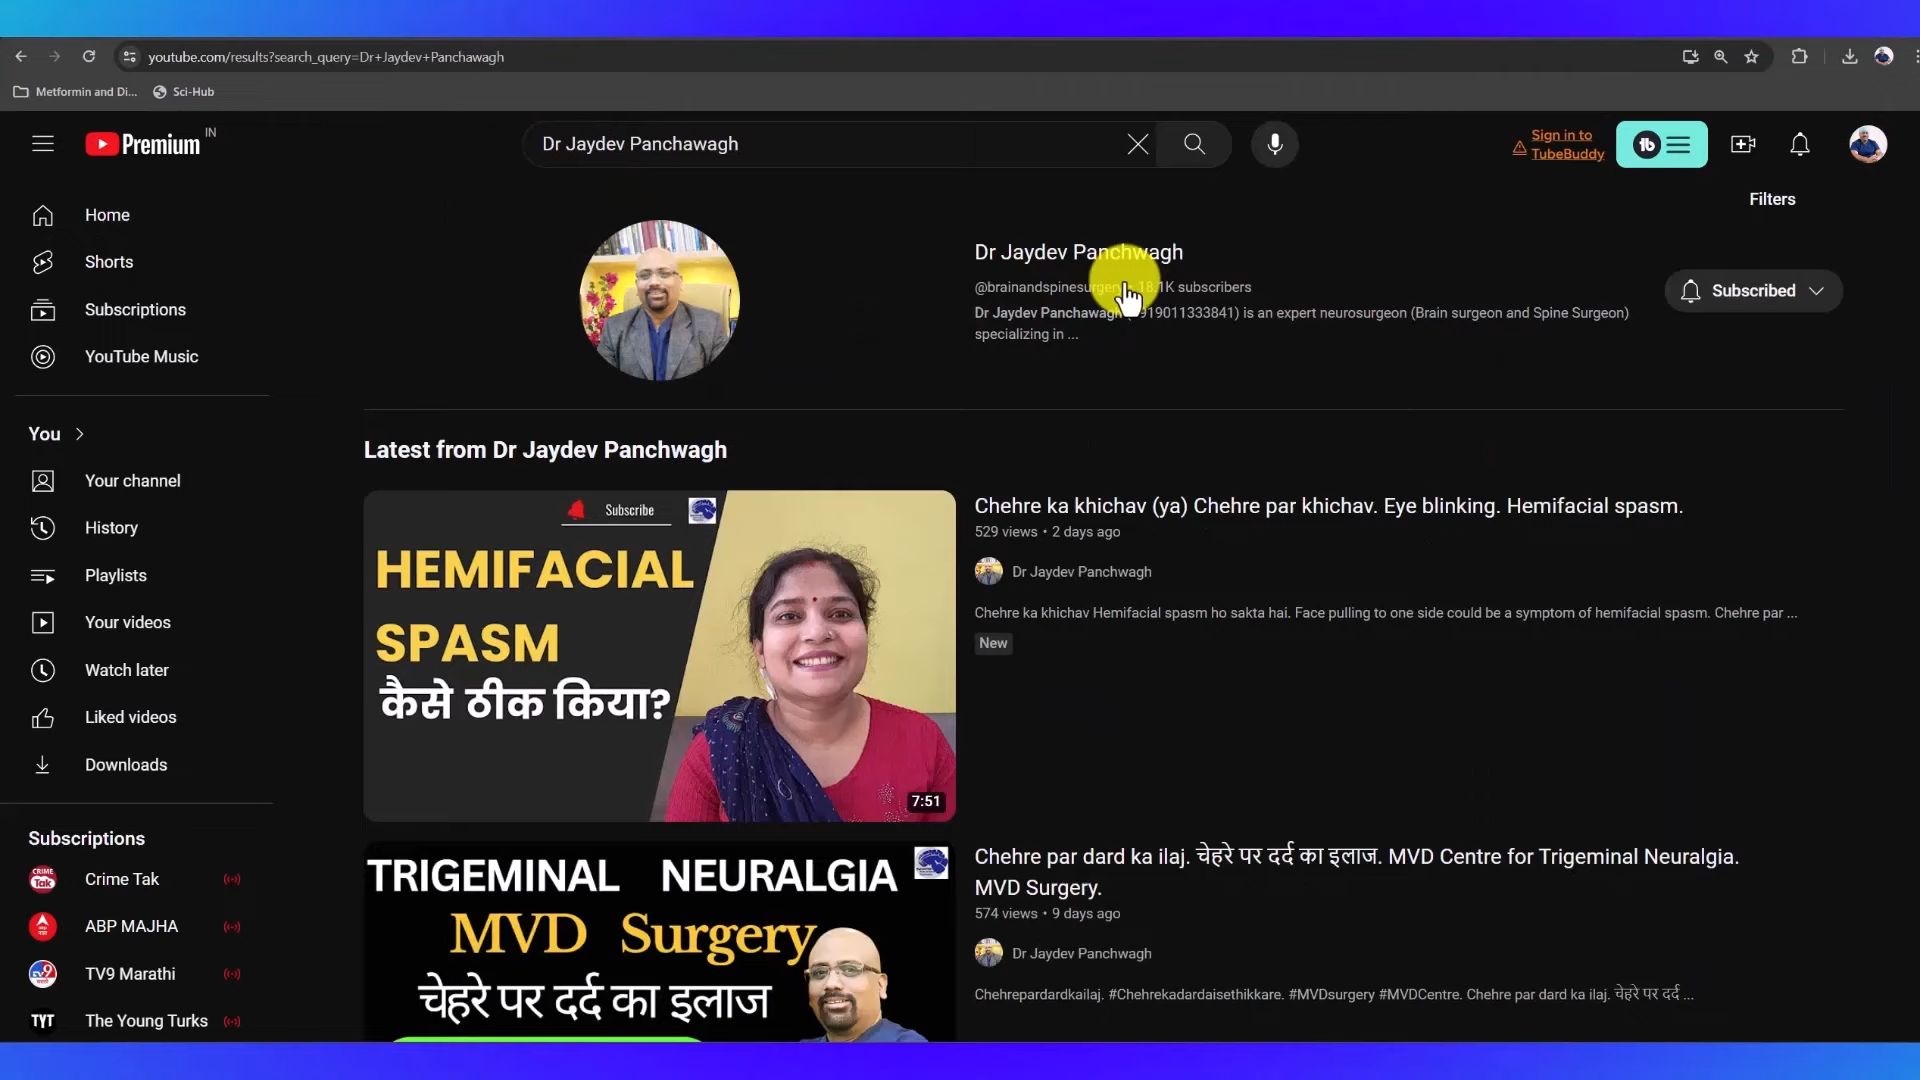 youtube.com/results?search_query=Dr+Jaydev+Panchawagh
Metformin and Di...
Sci-Hub
Premium
IN
Dr Jaydev Panchawagh
Sign in to
TubeBuddy
tb
Filters
Home
Shorts
Subscriptions
YouTube Music
You
Your channel
History
Playlists
Your videos
Watch later
Liked videos
Downloads
Subscriptions
Crime Tak
ABP MAJHA
TV9 Marathi
TYT
The Young Turks
Dr Jaydev Panchwagh
@brainandspinesurgery 18.1K subscribers
Dr Jaydev Panchawagh 919011333841) is an expert neurosurgeon (Brain surgeon and Spine Surgeon)
specializing in ...
Subscribed
Latest from Dr Jaydev Panchwagh
Subscribe
HEMIFACIAL
SPASM
कैसे ठीक किया?
7:51
Chehre ka khichav (ya) Chehre par khichav. Eye blinking. Hemifacial spasm.
529 views • 2 days ago
Dr Jaydev Panchwagh
Chehre ka khichav Hemifacial spasm ho sakta hai. Face pulling to one side could be a symptom of hemifacial spasm. Chehre par ...
New
TRIGEMINAL NEURALGIA
MVD Surgery
चेहरे पर दर्द का इलाज
Chehre par dard ka ilaj. चेहरे पर दर्द का इलाज. MVD Centre for Trigeminal Neuralgia.
MVD Surgery.
574 views • 9 days ago
Dr Jaydev Panchwagh
Chehrepardardkailaj. #Chehrekadardaisethikkare. #MVDsurgery #MVDCentre. Chehre par dard ka ilaj. चेहरे पर दर्द ...